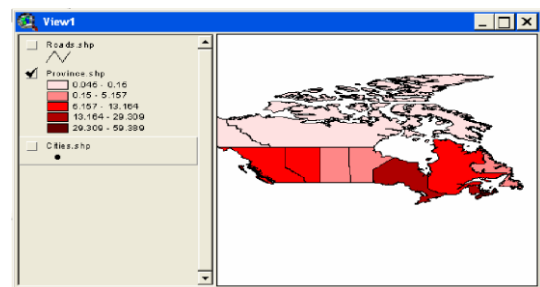 View1
Roads.shp
Province.shp
0.046 - 0.15
0.15 - 5.157
5.157 - 13.164
13.164 - 29.309
29.309 - 59.389
Cities.shp